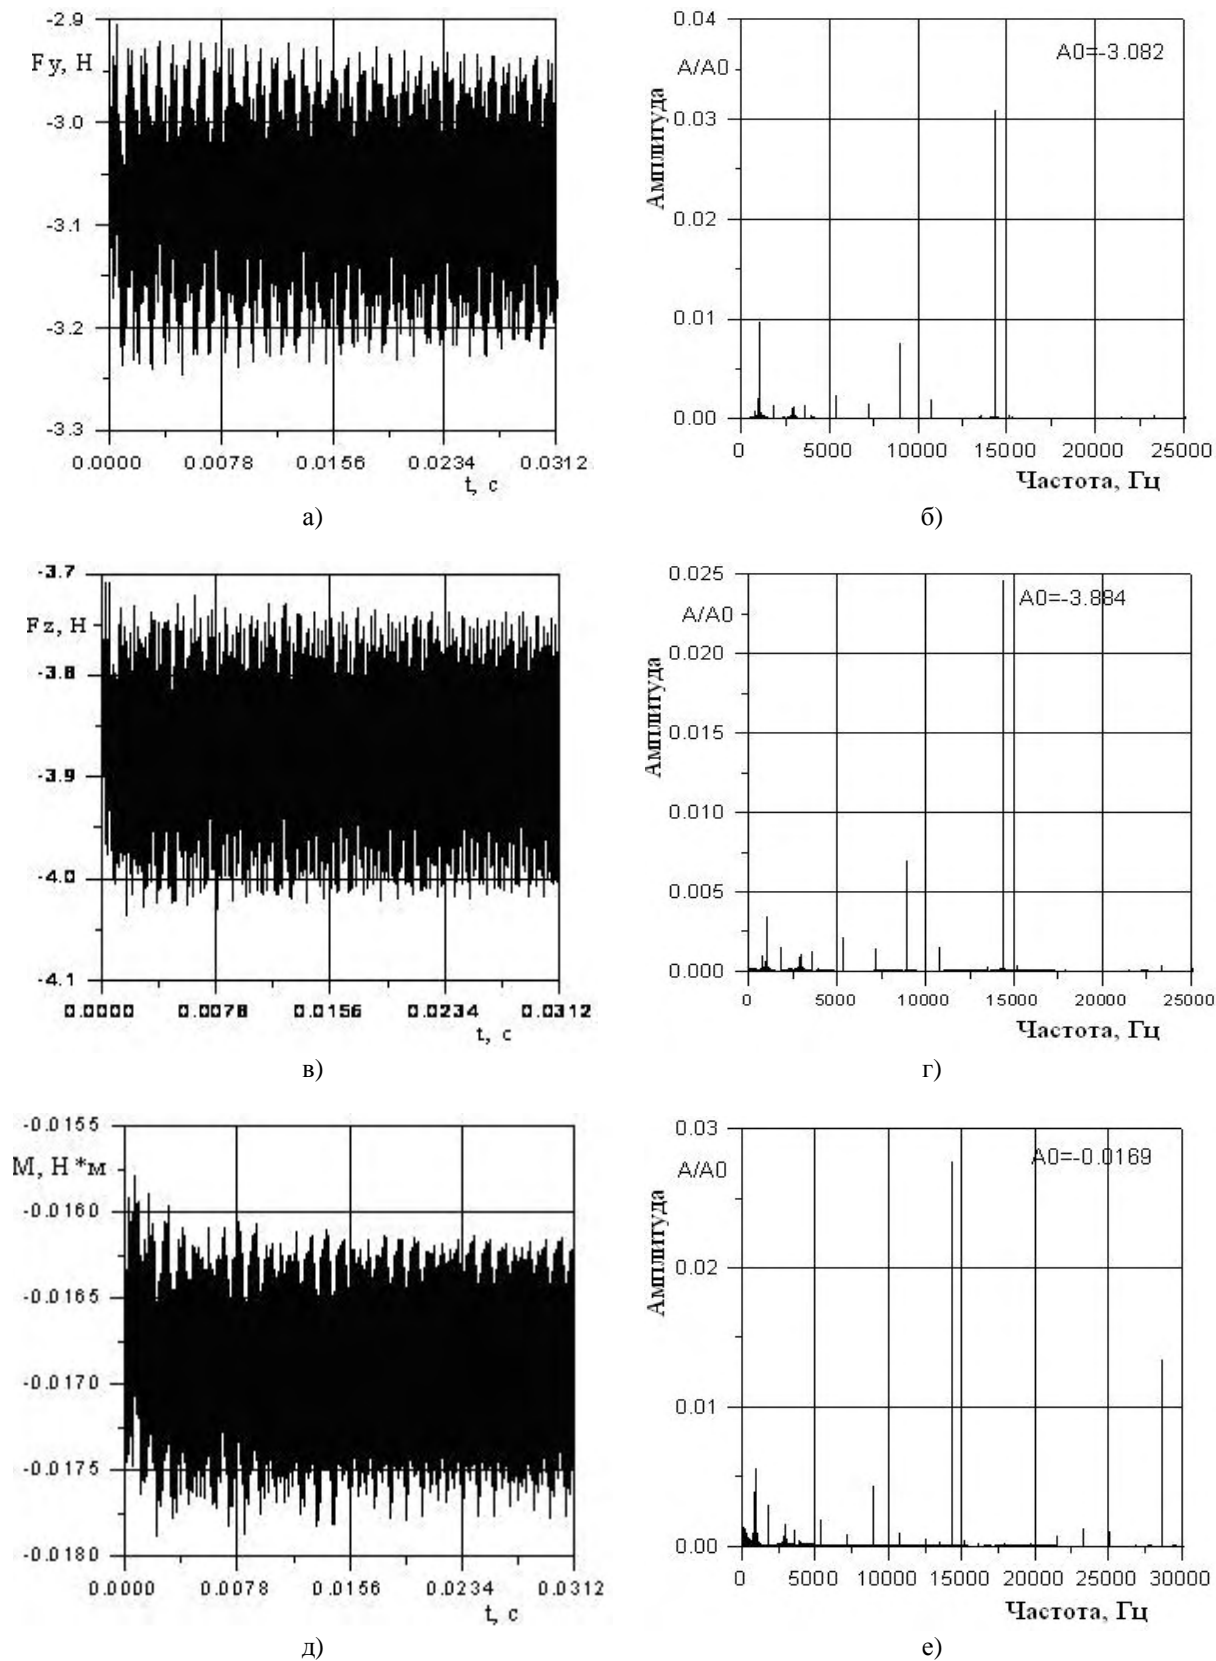 -2.9
Fy, H
-3.0
-3.1
-3.2
-3.3
0.0000 0.0078 0.0156 0.0234 0.0312
t, c
а)
0.04
A/A0
A0=-3.082
Амплитуда
0.03
0.02
0.01
0.00
0 5000 10000 15000 20000 25000
Частота, Гц
б)
-3.7
Fz, H
-3.8
-3.9
-4.0
-4.1
0.0000 0.0078 0.0156 0.0234 0.0312
t, c
в)
0.025
A/A0
A0=-3.884
Амплитуда
0.020
0.015
0.010
0.005
0.000
0 5000 10000 15000 20000 25000
Частота, Гц
г)
-0.0155
M, H*м
-0.0160
-0.0165
-0.0170
-0.0175
-0.0180
0.0000 0.0078 0.0156 0.0234 0.0312
t, c
д)
0.03
A/A0
A0=-0.0169
Амплитуда
0.02
0.01
0.00
0 5000 10000 15000 20000 25000 30000
Частота, Гц
е)